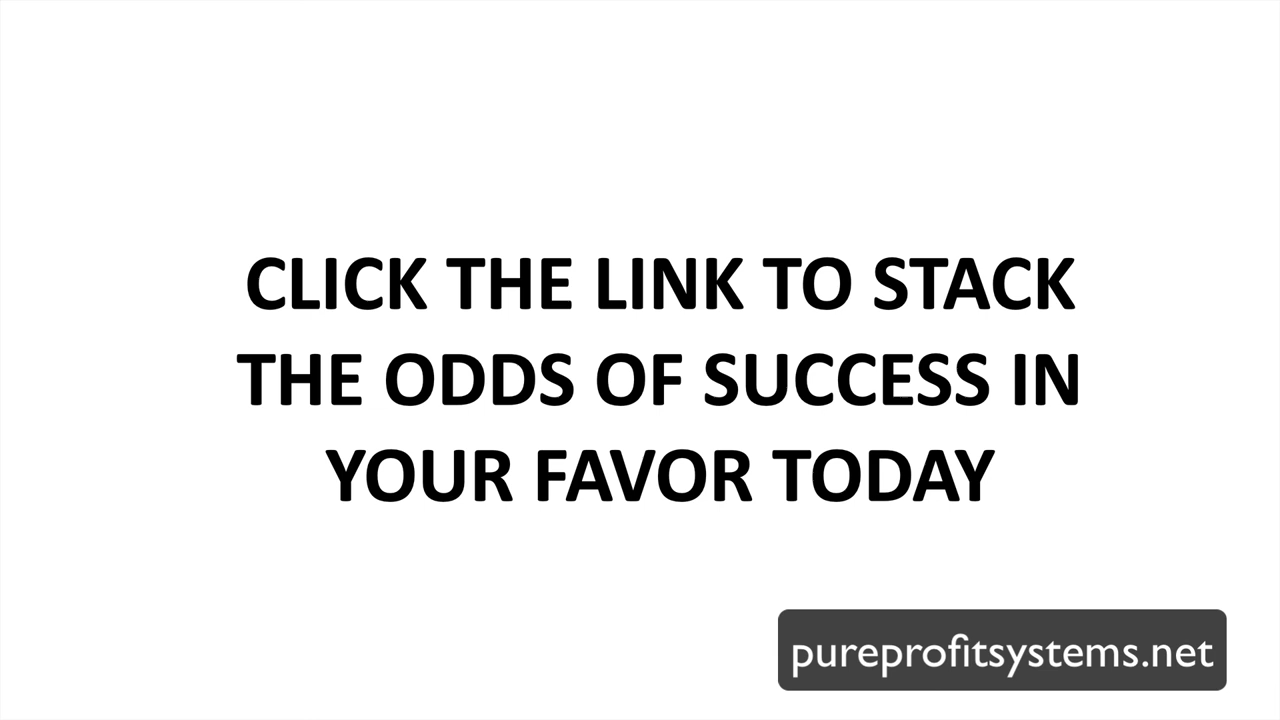 CLICK THE LINK TO STACK
THE ODDS OF SUCCESS IN
YOUR FAVOR TODAY
pureprofitsystems.net